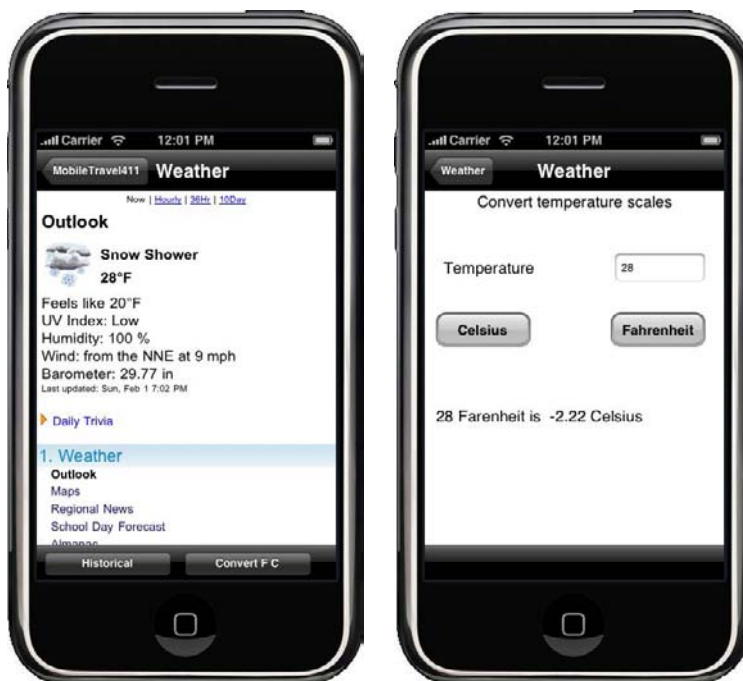 Carrier 12:01 PM
MobileTravel411 Weather
Now | Hourly | 36Hr | 10Day
Outlook
Snow Shower
28°F
Feels like 20°F
UV Index: Low
Humidity: 100 %
Wind: from the NNE at 9 mph
Barometer: 29.77 in
Last updated: Sun, Feb 1 7:02 PM
Daily Trivia
1. Weather
Outlook
Maps
Regional News
School Day Forecast
Almanac
Historical Convert F C
Carrier 12:01 PM
Weather Weather
Convert temperature scales
Temperature 28
Celsius Fahrenheit
28 Farenheit is -2.22 Celsius